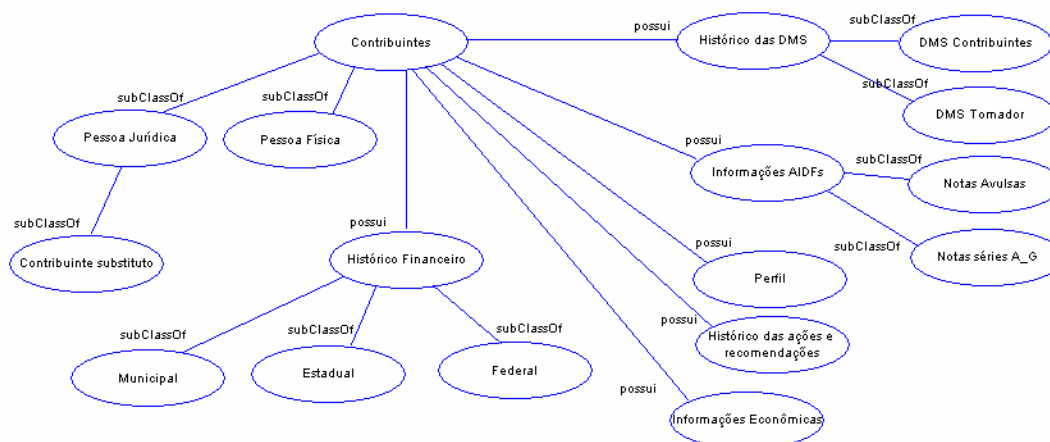 Contribuintes
possui
Histórico das DMS
subClassOf
DMS Contribuintes
subClassOf
DMS Tomador
subClassOf
Pessoa Jurídica
subClassOf
Pessoa Física
possui
Informações AIDFs
subClassOf
Notas Avulsas
subClassOf
Notas séries A_G
subClassOf
Contribuinte substituto
possui
Histórico Financeiro
possui
Perfil
possui
Histórico das ações e
recomendações
subClassOf
Municipal
subClassOf
Estadual
subClassOf
Federal
possui
Informações Econômicas